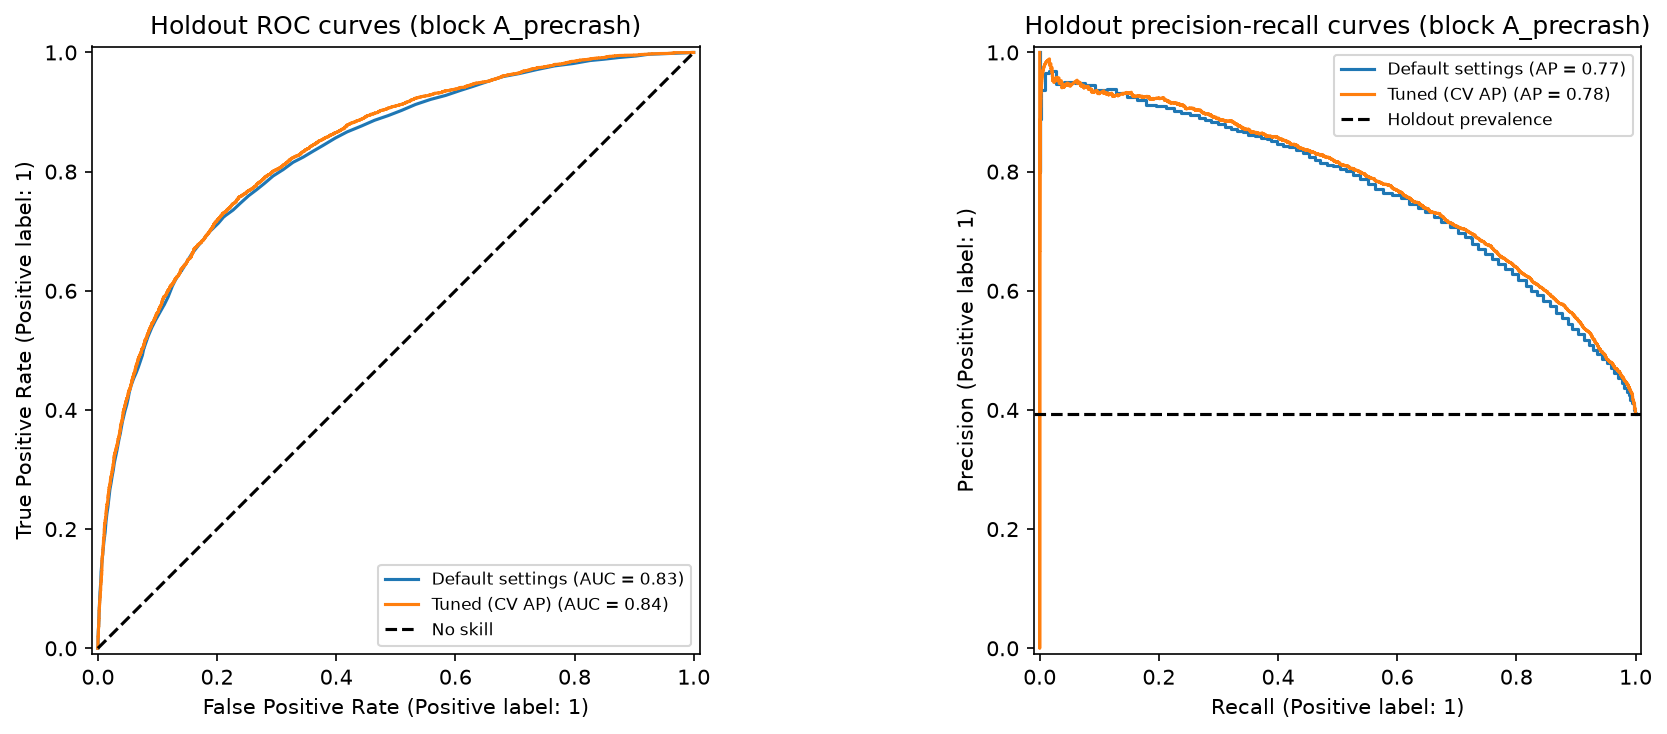 Holdout ROC curves (block A_precrash)
True Positive Rate (Positive label: 1)
1.0
0.8
0.6
0.4
0.2
0.0
Default settings (AUC = 0.83)
Tuned (CV AP) (AUC = 0.84)
No skill
0.0 0.2 0.4 0.6 0.8 1.0
False Positive Rate (Positive label: 1)
Holdout precision-recall curves (block A_precrash)
Precision (Positive label: 1)
1.0
0.8
0.6
0.4
0.2
0.0
Default settings (AP = 0.77)
Tuned (CV AP) (AP = 0.78)
Holdout prevalence
0.0 0.2 0.4 0.6 0.8 1.0
Recall (Positive label: 1)